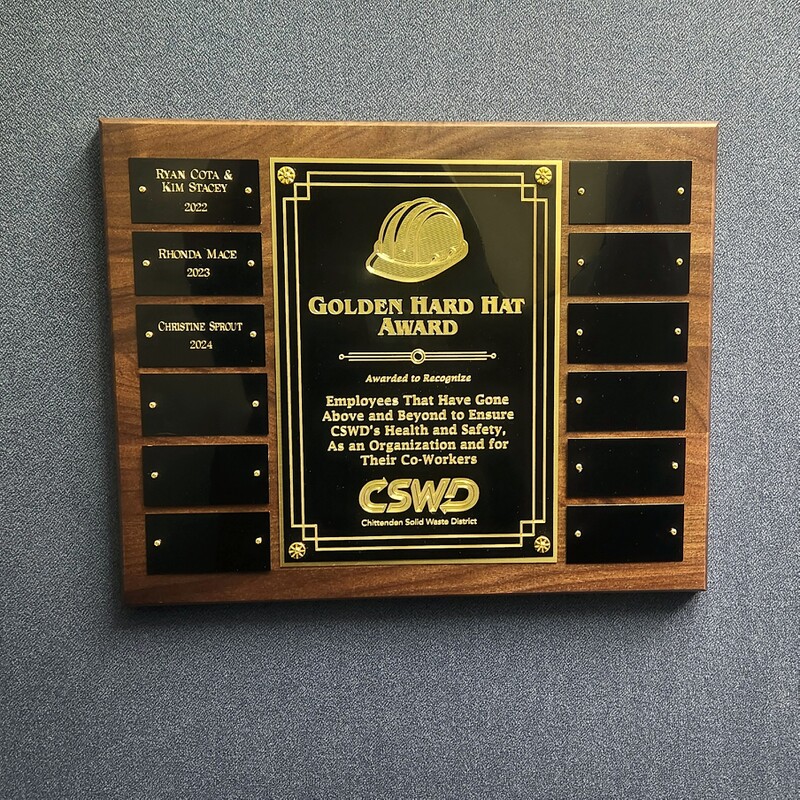 RYAN COTA &
KIM STACEY
2022
RHONDA MACE
2023
CHRISTINE SPROUT
2024
GOLDEN HARD HAT
AWARD
Awarded to Recognize
Employees That Have Gone
Above and Beyond to Ensure
CSWD's Health and Safety,
As an Organization and for
Their Co-Workers
CSWD
Chittenden Solid Waste District